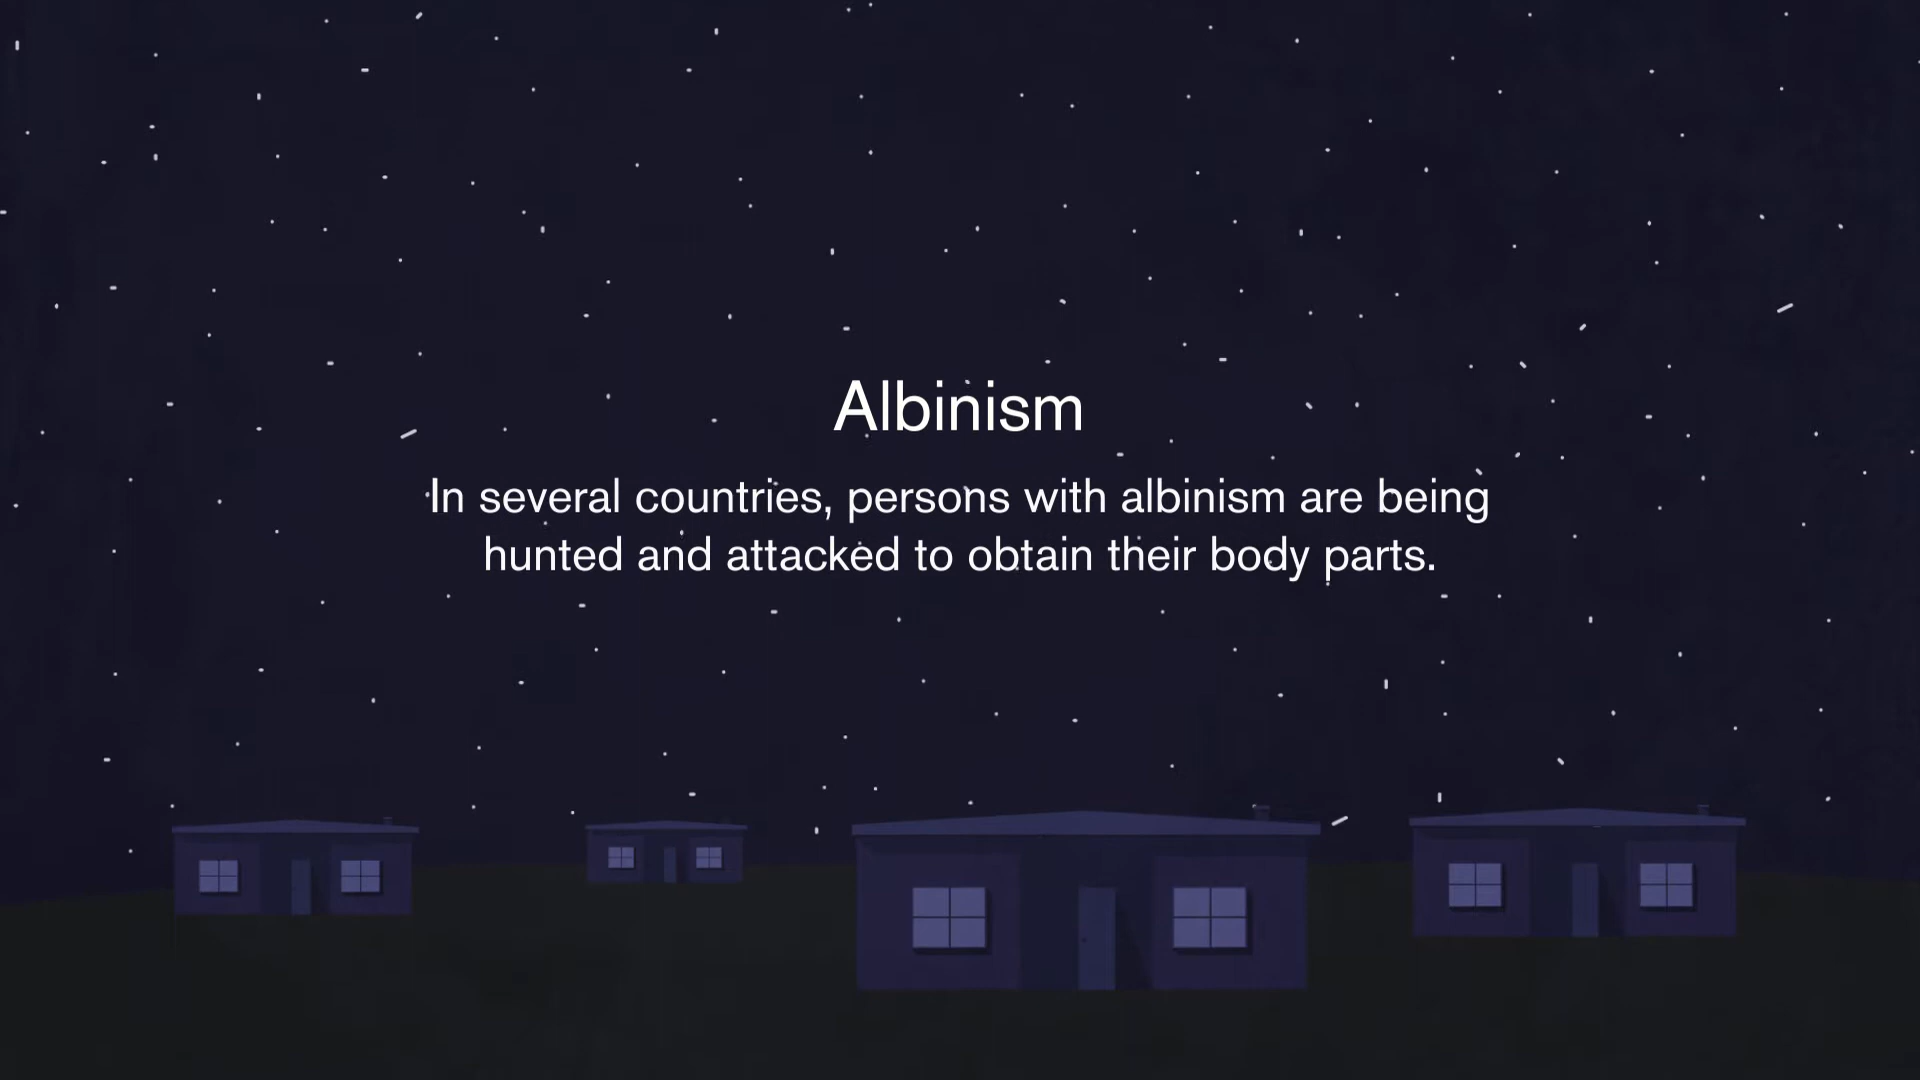 Albinism
In several countries, persons with albinism are being
hunted and attacked to obtain their body parts.